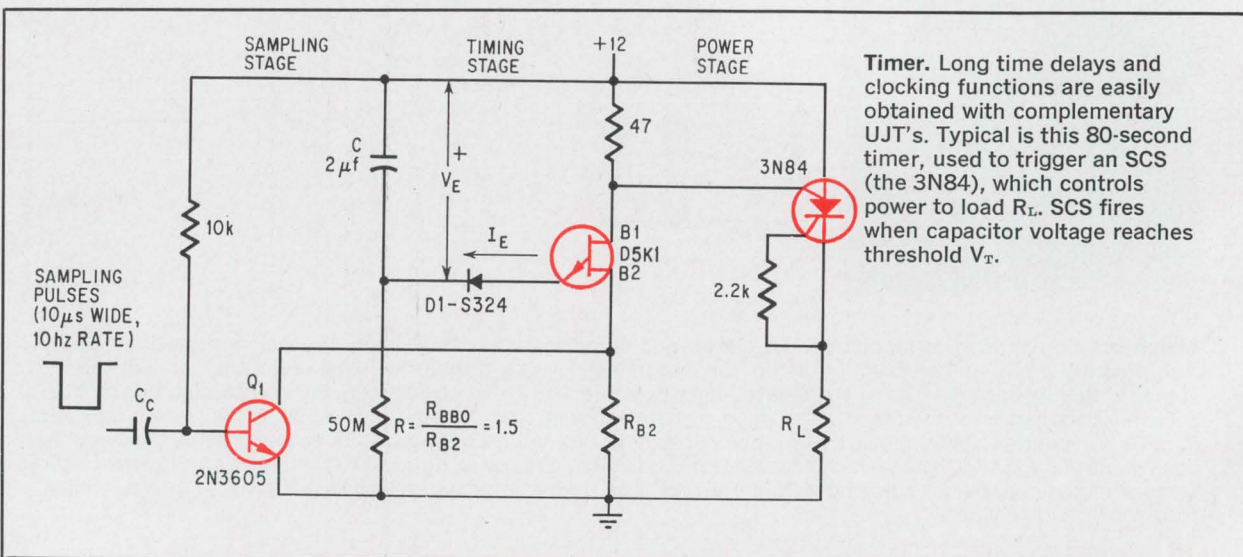 SAMPLING
STAGE
TIMING
STAGE
+12
POWER
STAGE
Timer. Long time delays and
clocking functions are easily
obtained with complementary
UJT's. Typical is this 80-second
timer, used to trigger an SCS
(the 3N84), which controls
power to load RL. SCS fires
when capacitor voltage reaches
threshold VT.
C
2μf
+
VE
47
3N84
10k
IE
B1
D5K1
B2
D1-S324
2.2k
SAMPLING
PULSES
(10μs WIDE,
10hz RATE)
CC
Q1
2N3605
50M
R= RBBO / RB2 =1.5
RB2
RL